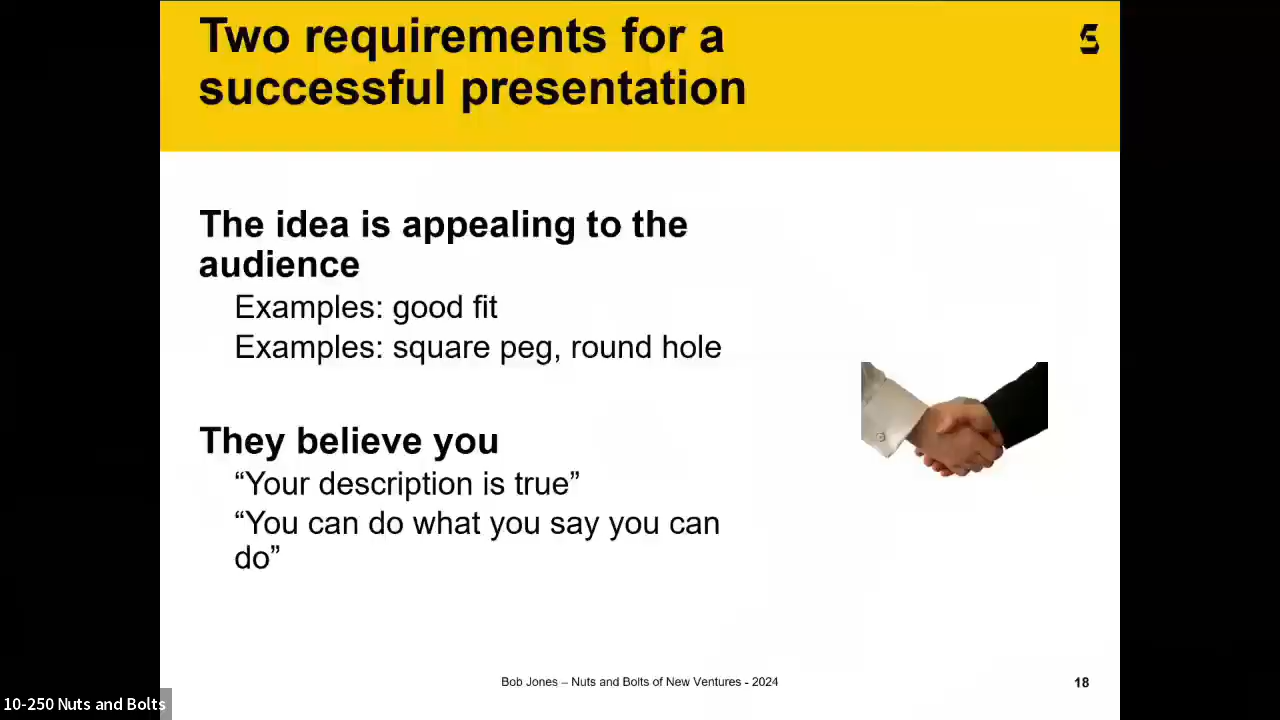 Two requirements for a
successful presentation
The idea is appealing to the
audience
Examples: good fit
Examples: square peg, round hole
They believe you
“Your description is true”
“You can do what you say you can
do”
Bob Jones – Nuts and Bolts of New Ventures - 2024
18
10-250 Nuts and Bolts